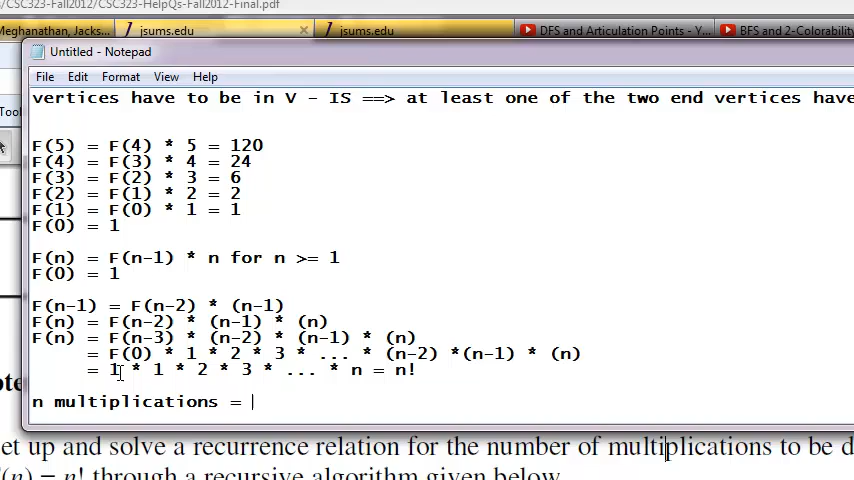 /CSC323-Fall2012/CSC323-HelpQs-Fall2012-Final.pdf
Meghanathan, Jacks... jsums.edu jsums.edu DFS and Articulation Points - Y... BFS and 2-Colorability
Untitled - Notepad
File Edit Format View Help
vertices have to be in V - IS ==> at least one of the two end vertices have
F(5) = F(4) * 5 = 120
F(4) = F(3) * 4 = 24
F(3) = F(2) * 3 = 6
F(2) = F(1) * 2 = 2
F(1) = F(0) * 1 = 1
F(0) = 1
F(n) = F(n-1) * n for n >= 1
F(0) = 1
F(n-1) = F(n-2) * (n-1)
F(n) = F(n-2) * (n-1) * (n)
F(n) = F(n-3) * (n-2) * (n-1) * (n)
= F(0) * 1 * 2 * 3 * ... * (n-2) *(n-1) * (n)
= 1 * 1 * 2 * 3 * ... * n = n!
n multiplications =
et up and solve a recurrence relation for the number of multiplications to be d
(n) = n! through a recursive algorithm given below